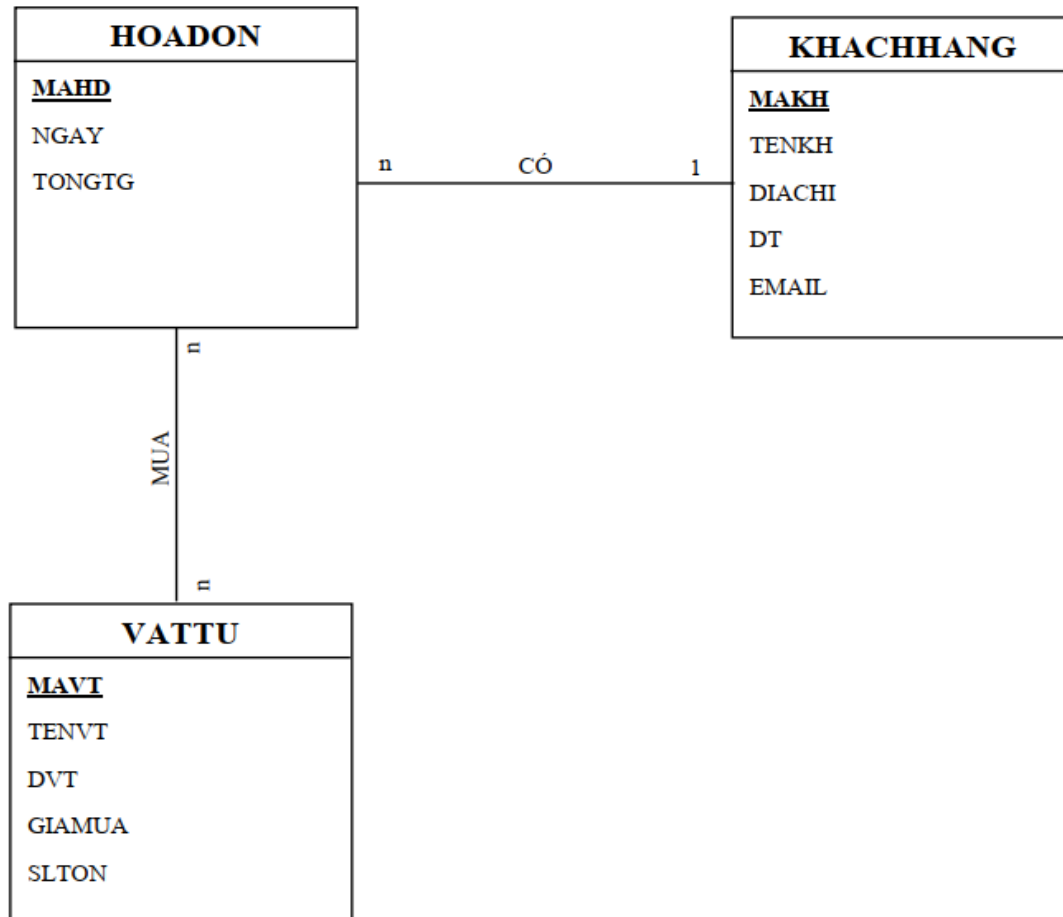 HOADON
MAHD
NGAY
TONGTG
n
CÓ
1
KHACHHANG
MAKH
TENKH
DIACHI
DT
EMAIL
n
MUA
n
VATTU
MAVT
TENVT
DVT
GIAMUA
SLTON